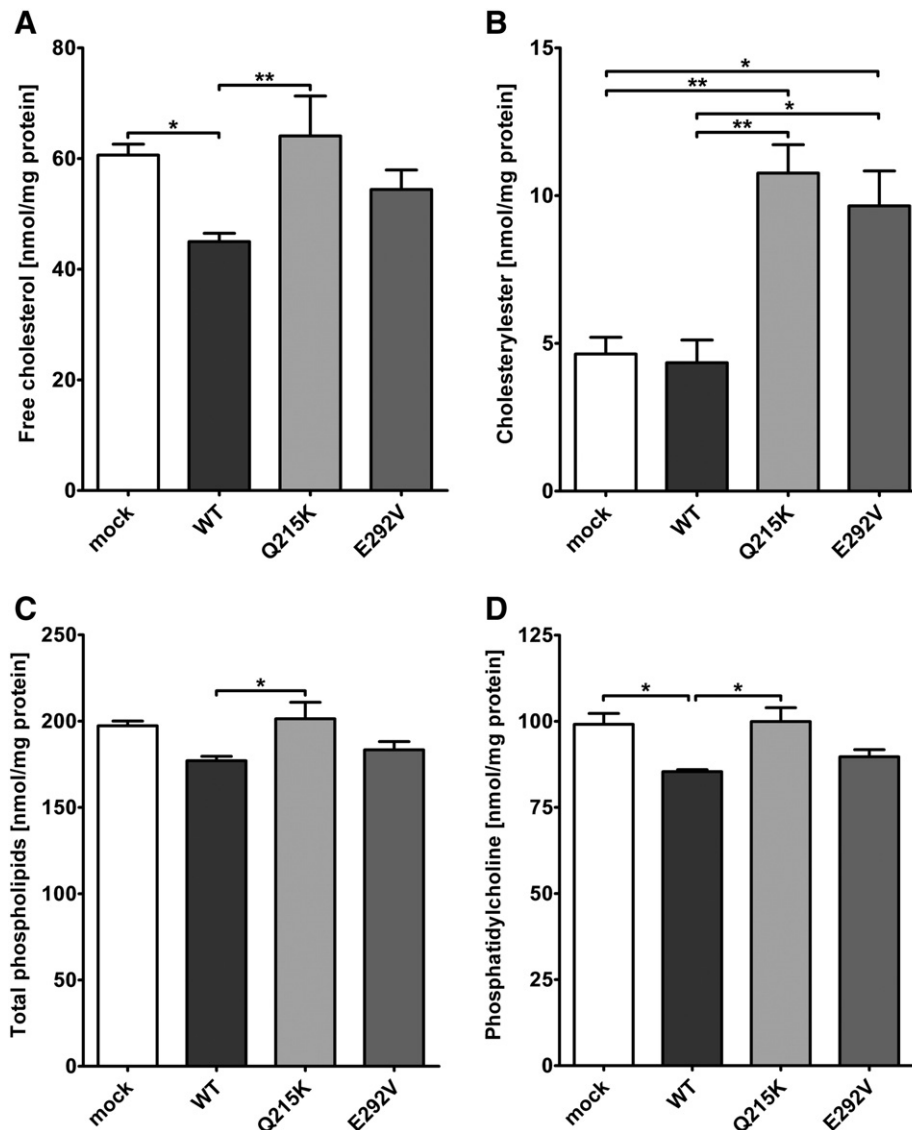 A
Free cholesterol [nmol/mg protein]
80
60
40
20
0
*
**
mock
WT
Q215K
E292V
B
Cholesterylester [nmol/mg protein]
15
10
5
0
*
**
*
**
mock
WT
Q215K
E292V
C
Total phospholipids [nmol/mg protein]
250
200
150
100
50
0
*
mock
WT
Q215K
E292V
D
Phosphatidylcholine [nmol/mg protein]
125
100
75
50
25
0
*
*
mock
WT
Q215K
E292V